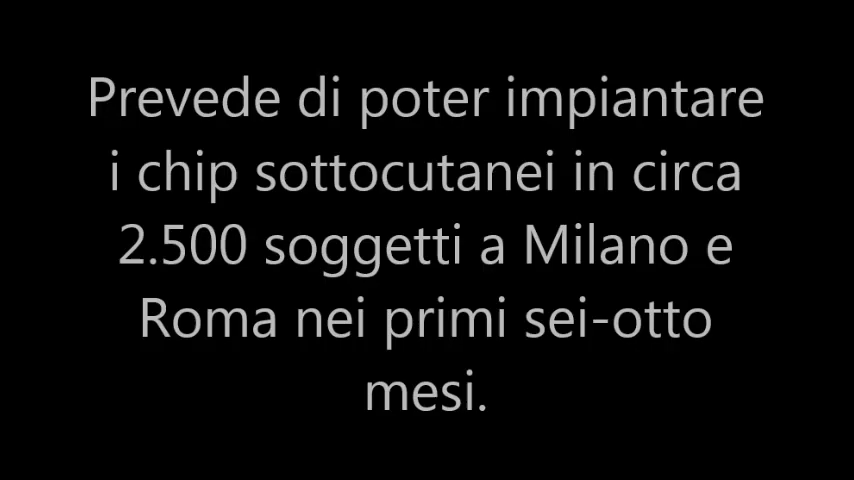 Prevede di poter impiantare
i chip sottocutanei in circa
2.500 soggetti a Milano e
Roma nei primi sei-otto
mesi.